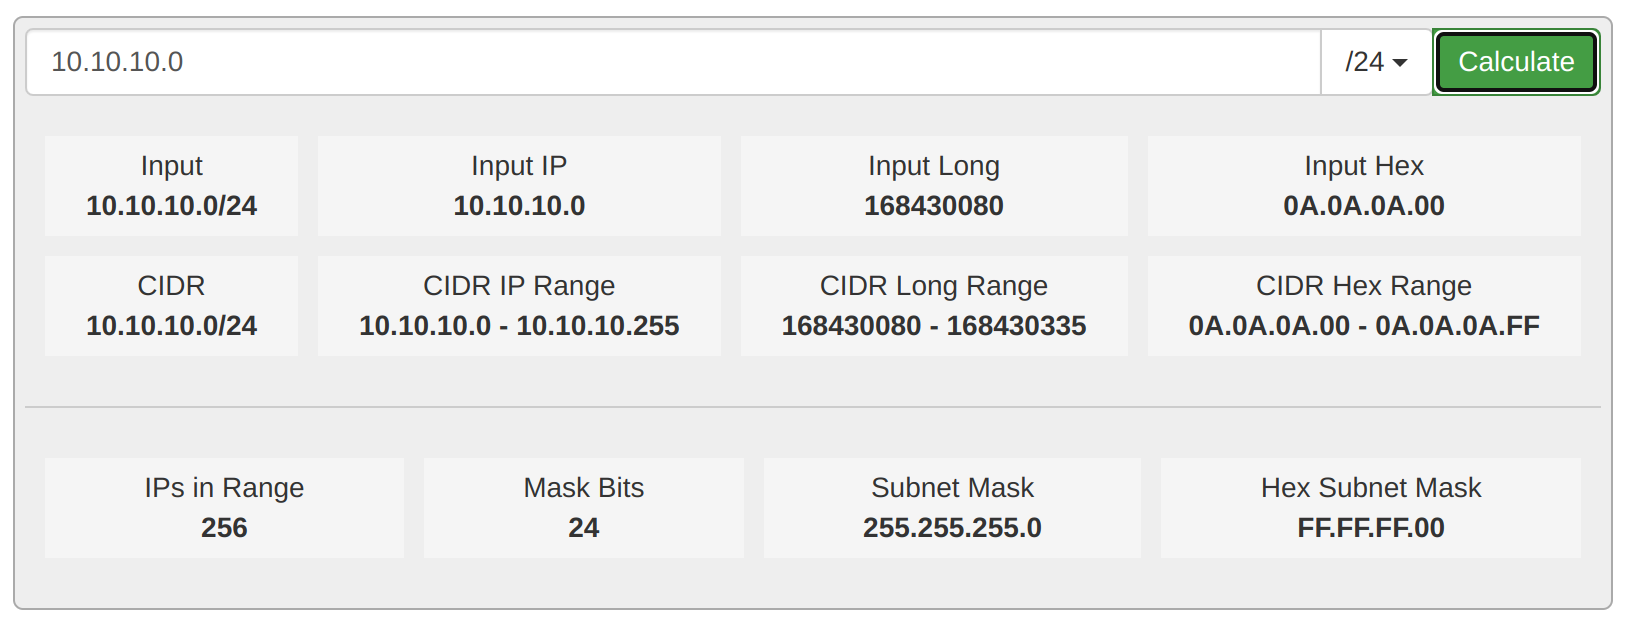 10.10.10.0 /24 Calculate
Input Input IP Input Long Input Hex
10.10.10.0/24 10.10.10.0 168430080 0A.0A.0A.00
CIDR CIDR IP Range CIDR Long Range CIDR Hex Range
10.10.10.0/24 10.10.10.0 - 10.10.10.255 168430080 - 168430335 0A.0A.0A.00 - 0A.0A.0A.FF
IPs in Range Mask Bits Subnet Mask Hex Subnet Mask
256 24 255.255.255.0 FF.FF.FF.00